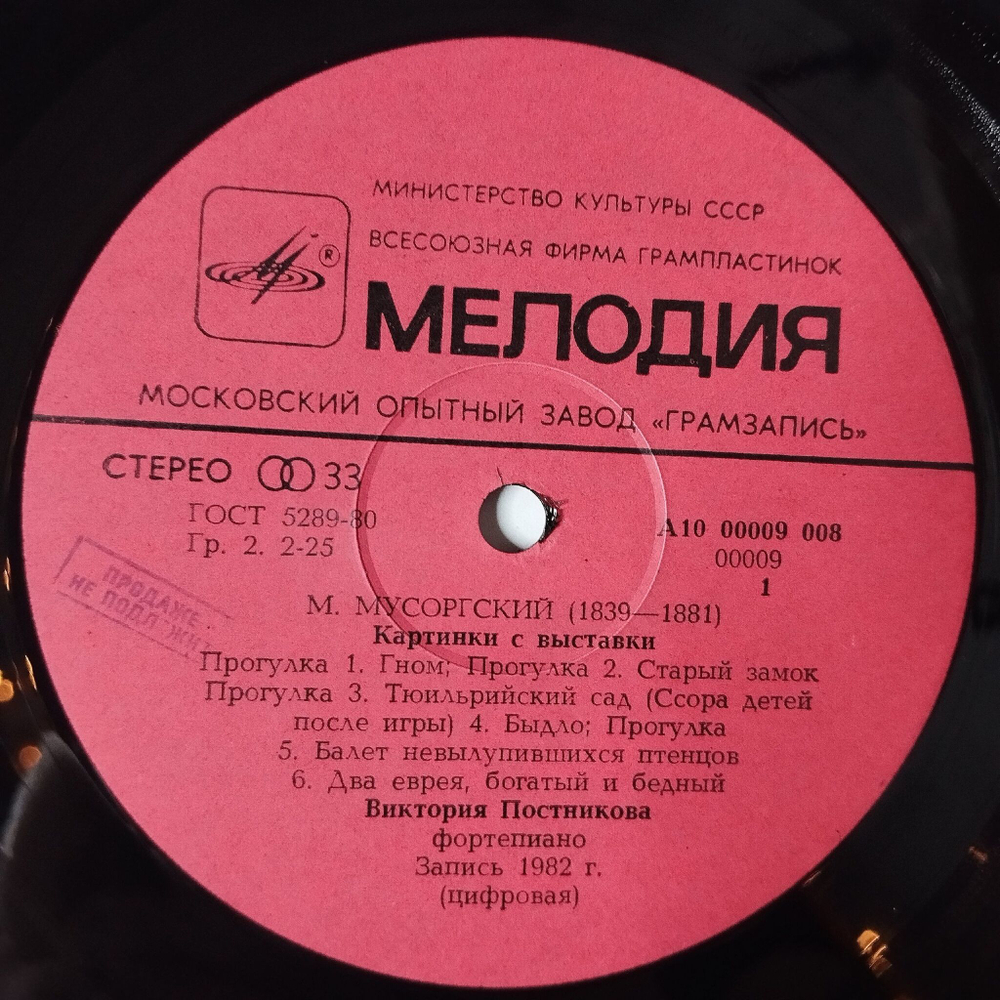 МИНИСТЕРСТВО КУЛЬТУРЫ СССР
ВСЕСОЮЗНАЯ ФИРМА ГРАМПЛАСТИНОК
®
МЕЛОДИЯ
МОСКОВСКИЙ ОПЫТНЫЙ ЗАВОД «ГРАМЗАПИСЬ»
СТЕРЕО 33
ГОСТ 5289-80
Гр. 2. 2-25
А10 00009 008
00009
1
ПРОДАЖЕ
НЕ
М. МУСОРГСКИЙ (1839—1881)
Картинки с выставки
Прогулка 1. Гном; Прогулка 2. Старый замок
Прогулка 3. Тюильрийский сад (Ссора детей
после игры) 4. Быдло; Прогулка
5. Балет невылупившихся птенцов
6. Два еврея, богатый и бедный
Виктория Постникова
фортепиано
Запись 1982 г.
(цифровая)